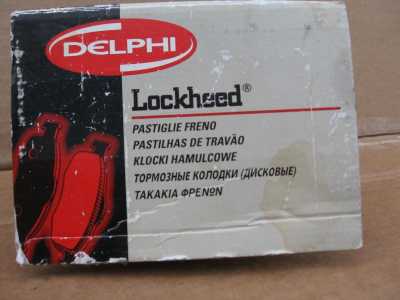 DELPHI
Lockheed®
PASTIGLIE FRENO
PASTILHAS DE TRAVÃO
KLOCKI HAMULCOWE
ТОРМОЗНЫЕ КОЛОДКИ (ДИСКОВЫЕ)
ΤΑΚΑΚΙΑ ΦΡΕΝΩΝ